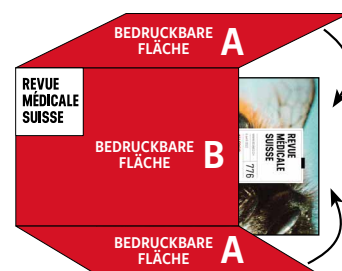 BEDRUCKBARE
FLÄCHE A
REVUE
MÉDICALE
SUISSE
BEDRUCKBARE
FLÄCHE B
REVUE
MÉDICALE
SUISSE
776
BEDRUCKBARE
FLÄCHE A